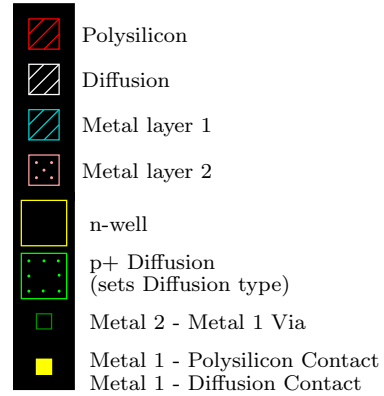 Polysilicon
Diffusion
Metal layer 1
Metal layer 2
n-well
p+ Diffusion
(sets Diffusion type)
Metal 2 - Metal 1 Via
Metal 1 - Polysilicon Contact
Metal 1 - Diffusion Contact